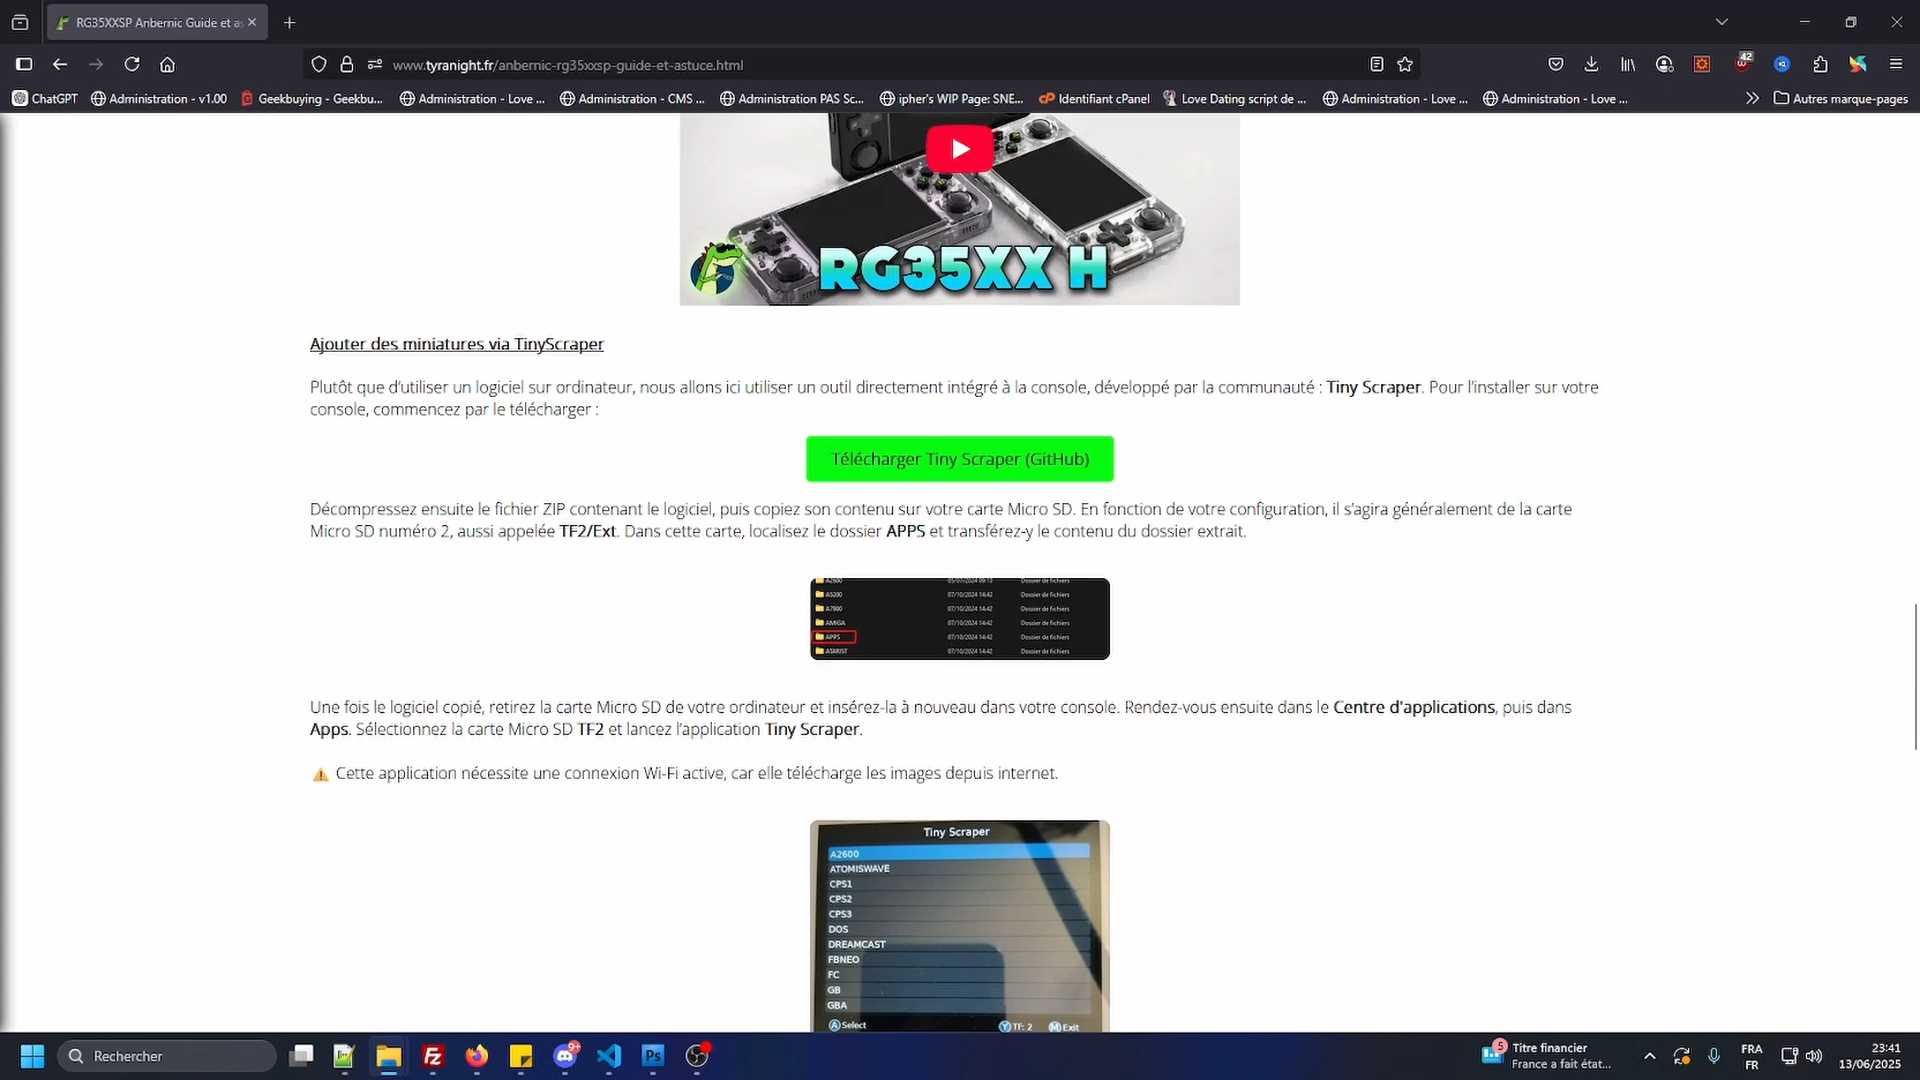 RG35XXSP Anbernic Guide et as
www.tyranight.fr/anbernic-rg35xxsp-guide-et-astuce.html
42
ChatGPT
Administration - v1.00
Geekbuying - Geekbu...
Administration - Love ...
Administration - CMS ...
Administration PAS Sc...
ipher's WIP Page: SNE...
Identifiant cPanel
Love Dating script de ...
Administration - Love ...
Administration - Love ...
Autres marque-pages
RG35XX H
Ajouter des miniatures via TinyScraper
Plutôt que d’utiliser un logiciel sur ordinateur, nous allons ici utiliser un outil directement intégré à la console, développé par la communauté : Tiny Scraper. Pour l’installer sur votre
console, commencez par le télécharger :
Télécharger Tiny Scraper (GitHub)
Décompressez ensuite le fichier ZIP contenant le logiciel, puis copiez son contenu sur votre carte Micro SD. En fonction de votre configuration, il s’agira généralement de la carte
Micro SD numéro 2, aussi appelée TF2/Ext. Dans cette carte, localisez le dossier APPS et transférez-y le contenu du dossier extrait.
A2600 05/07/2024 09:13 Dossier de fichiers
A5200 07/10/2024 14:42 Dossier de fichiers
A7800 07/10/2024 14:42 Dossier de fichiers
AMIGA 07/10/2024 14:42 Dossier de fichiers
APPS 07/10/2024 14:42 Dossier de fichiers
ATARIST 07/10/2024 14:42 Dossier de fichiers
Une fois le logiciel copié, retirez la carte Micro SD de votre ordinateur et insérez-la à nouveau dans votre console. Rendez-vous ensuite dans le Centre d'applications, puis dans
Apps. Sélectionnez la carte Micro SD TF2 et lancez l’application Tiny Scraper.
⚠ Cette application nécessite une connexion Wi-Fi active, car elle télécharge les images depuis internet.
Tiny Scraper
A2600
ATOMISWAVE
CPS1
CPS2
CPS3
DOS
DREAMCAST
FBNEO
FC
GB
GBA
A Select Y TF: 2 M Exit
Rechercher
9+
5
Titre financier
France a fait état...
FRA
FR
23:41
13/06/2025